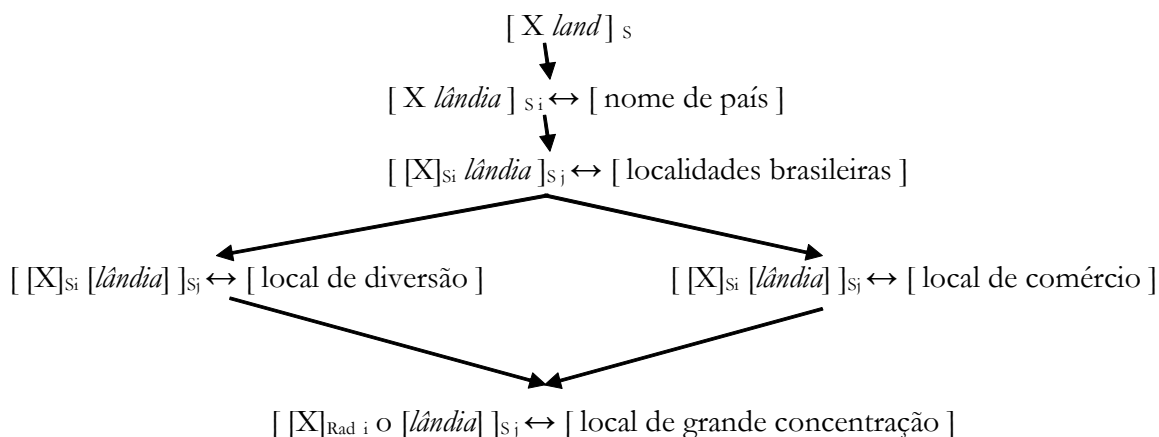 [ X land ] S
[ X lândia ] S i ↔ [ nome de país ]
[ [X]Si lândia ]S j ↔ [ localidades brasileiras ]
[ [X]Si [lândia] ]Sj ↔ [ local de diversão ] [ [X]Si [lândia] ]Sj ↔ [ local de comércio ]
[ [X]Rad i o [lândia] ]S j ↔ [ local de grande concentração ]